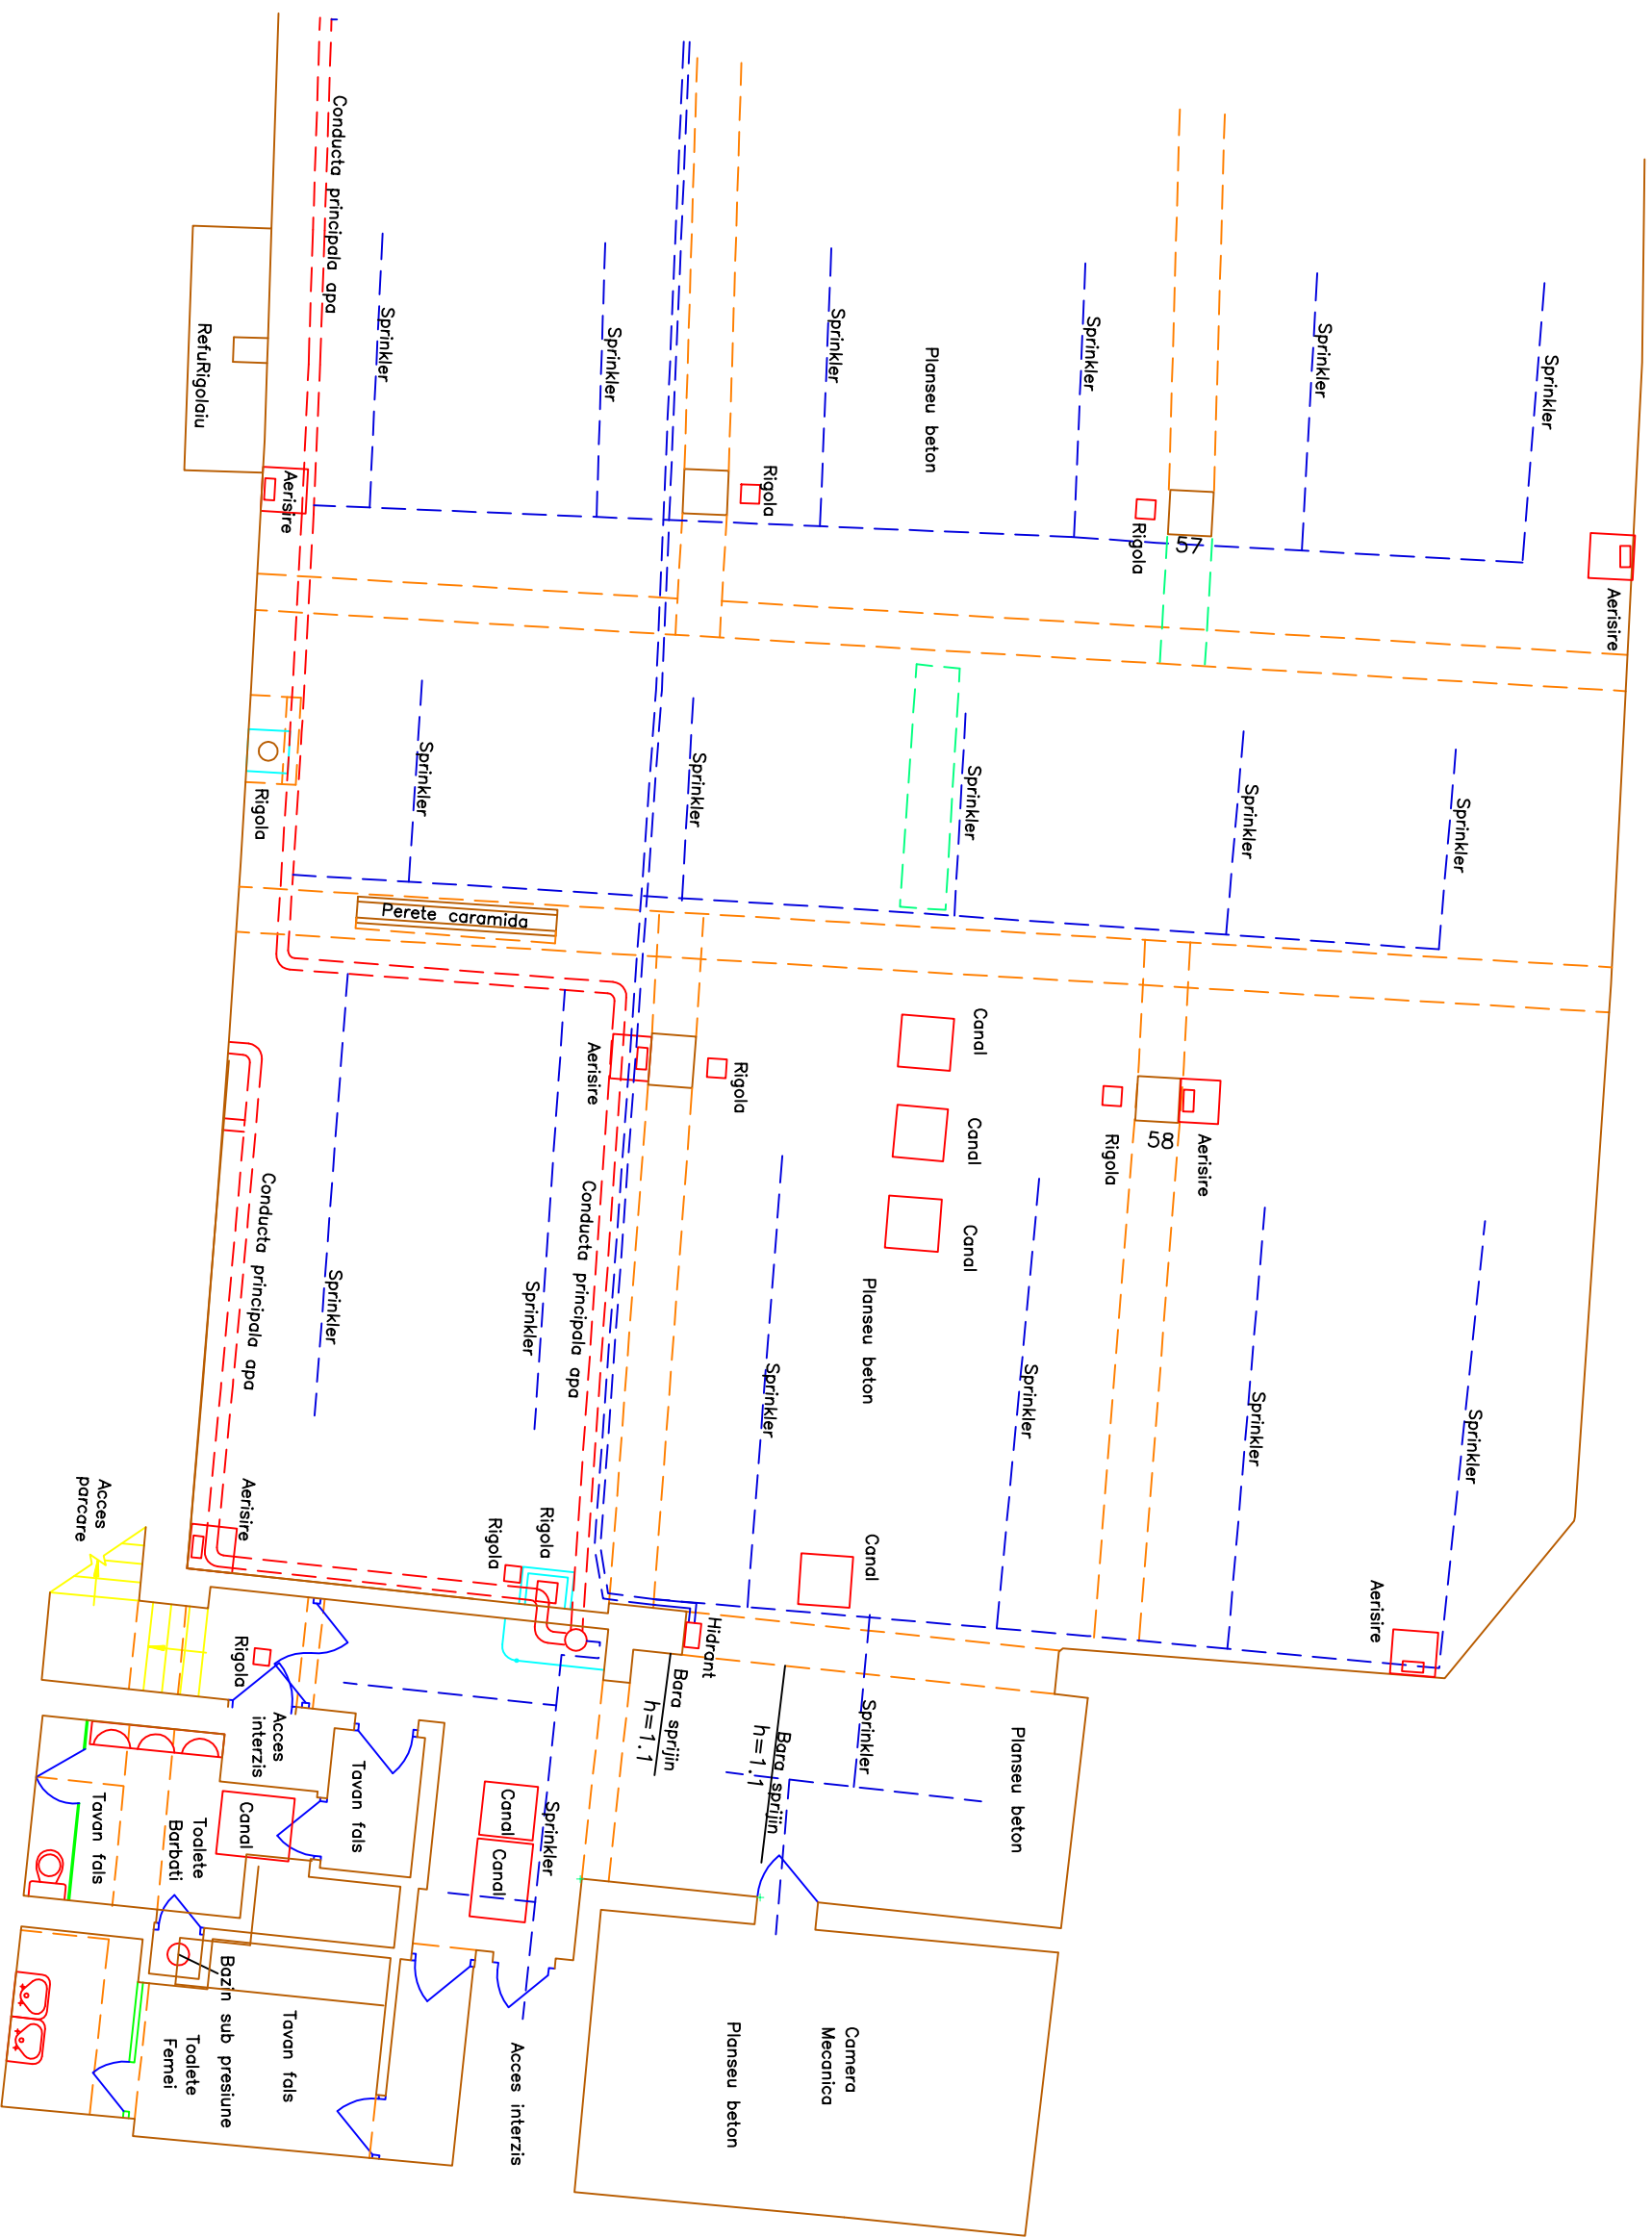 Conducta principala apa
Sprinkler
Sprinkler
Sprinkler
Planseu beton
Sprinkler
Sprinkler
Sprinkler
RefuRigolaiu
Aerisire
Rigola
Rigola
57
Aerisire
Sprinkler
Sprinkler
Sprinkler
Sprinkler
Sprinkler
Rigola
Perete caramida
Aerisire
Rigola
Canal
Canal
Canal
Rigola
58
Aerisire
Conducta principala apa
Sprinkler
Sprinkler
Conducta principala apa
Sprinkler
Planseu beton
Sprinkler
Sprinkler
Sprinkler
Acces
parcare
Aerisire
Rigola
Rigola
Canal
Aerisire
Hidrant
Rigola
Acces
interzis
Bara sprijin
h=1.1
Bara sprijin
h=1.1
Sprinkler
Planseu beton
Tavan fals
Tavan fals
Toalete
Barbati
Canal
Canal
Canal
Sprinkler
Bazin sub presiune
Tavan fals
Toalete
Femei
Acces interzis
Planseu beton
Camera
Mecanica